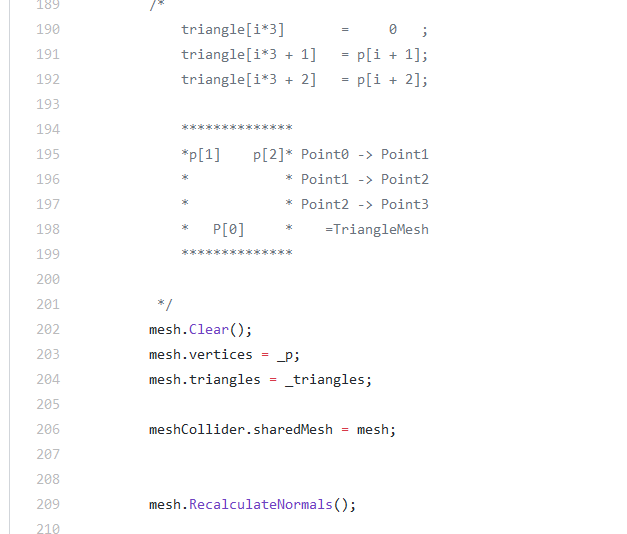 189 /*
190 triangle[i*3] = 0 ;
191 triangle[i*3 + 1] = p[i + 1];
192 triangle[i*3 + 2] = p[i + 2];
193
194 **************
195 *p[1] p[2]* Point0 -> Point1
196 * * Point1 -> Point2
197 * * Point2 -> Point3
198 * P[0] * =TriangleMesh
199 **************
200
201 */
202 mesh.Clear();
203 mesh.vertices = _p;
204 mesh.triangles = _triangles;
205
206 meshCollider.sharedMesh = mesh;
207
208
209 mesh.RecalculateNormals();
210